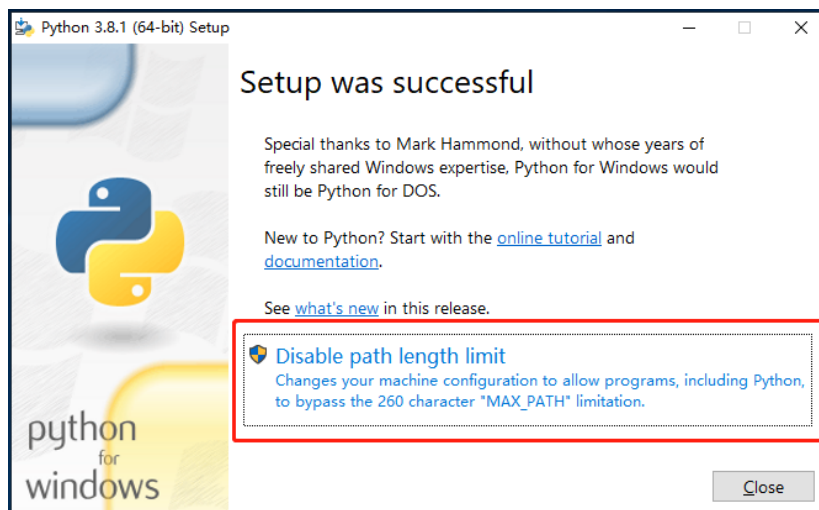 Python 3.8.1 (64-bit) Setup
Setup was successful
Special thanks to Mark Hammond, without whose years of
freely shared Windows expertise, Python for Windows would
still be Python for DOS.
New to Python? Start with the online tutorial and
documentation.
See what's new in this release.
Disable path length limit
Changes your machine configuration to allow programs, including Python,
to bypass the 260 character "MAX_PATH" limitation.
python
for
windows
Close